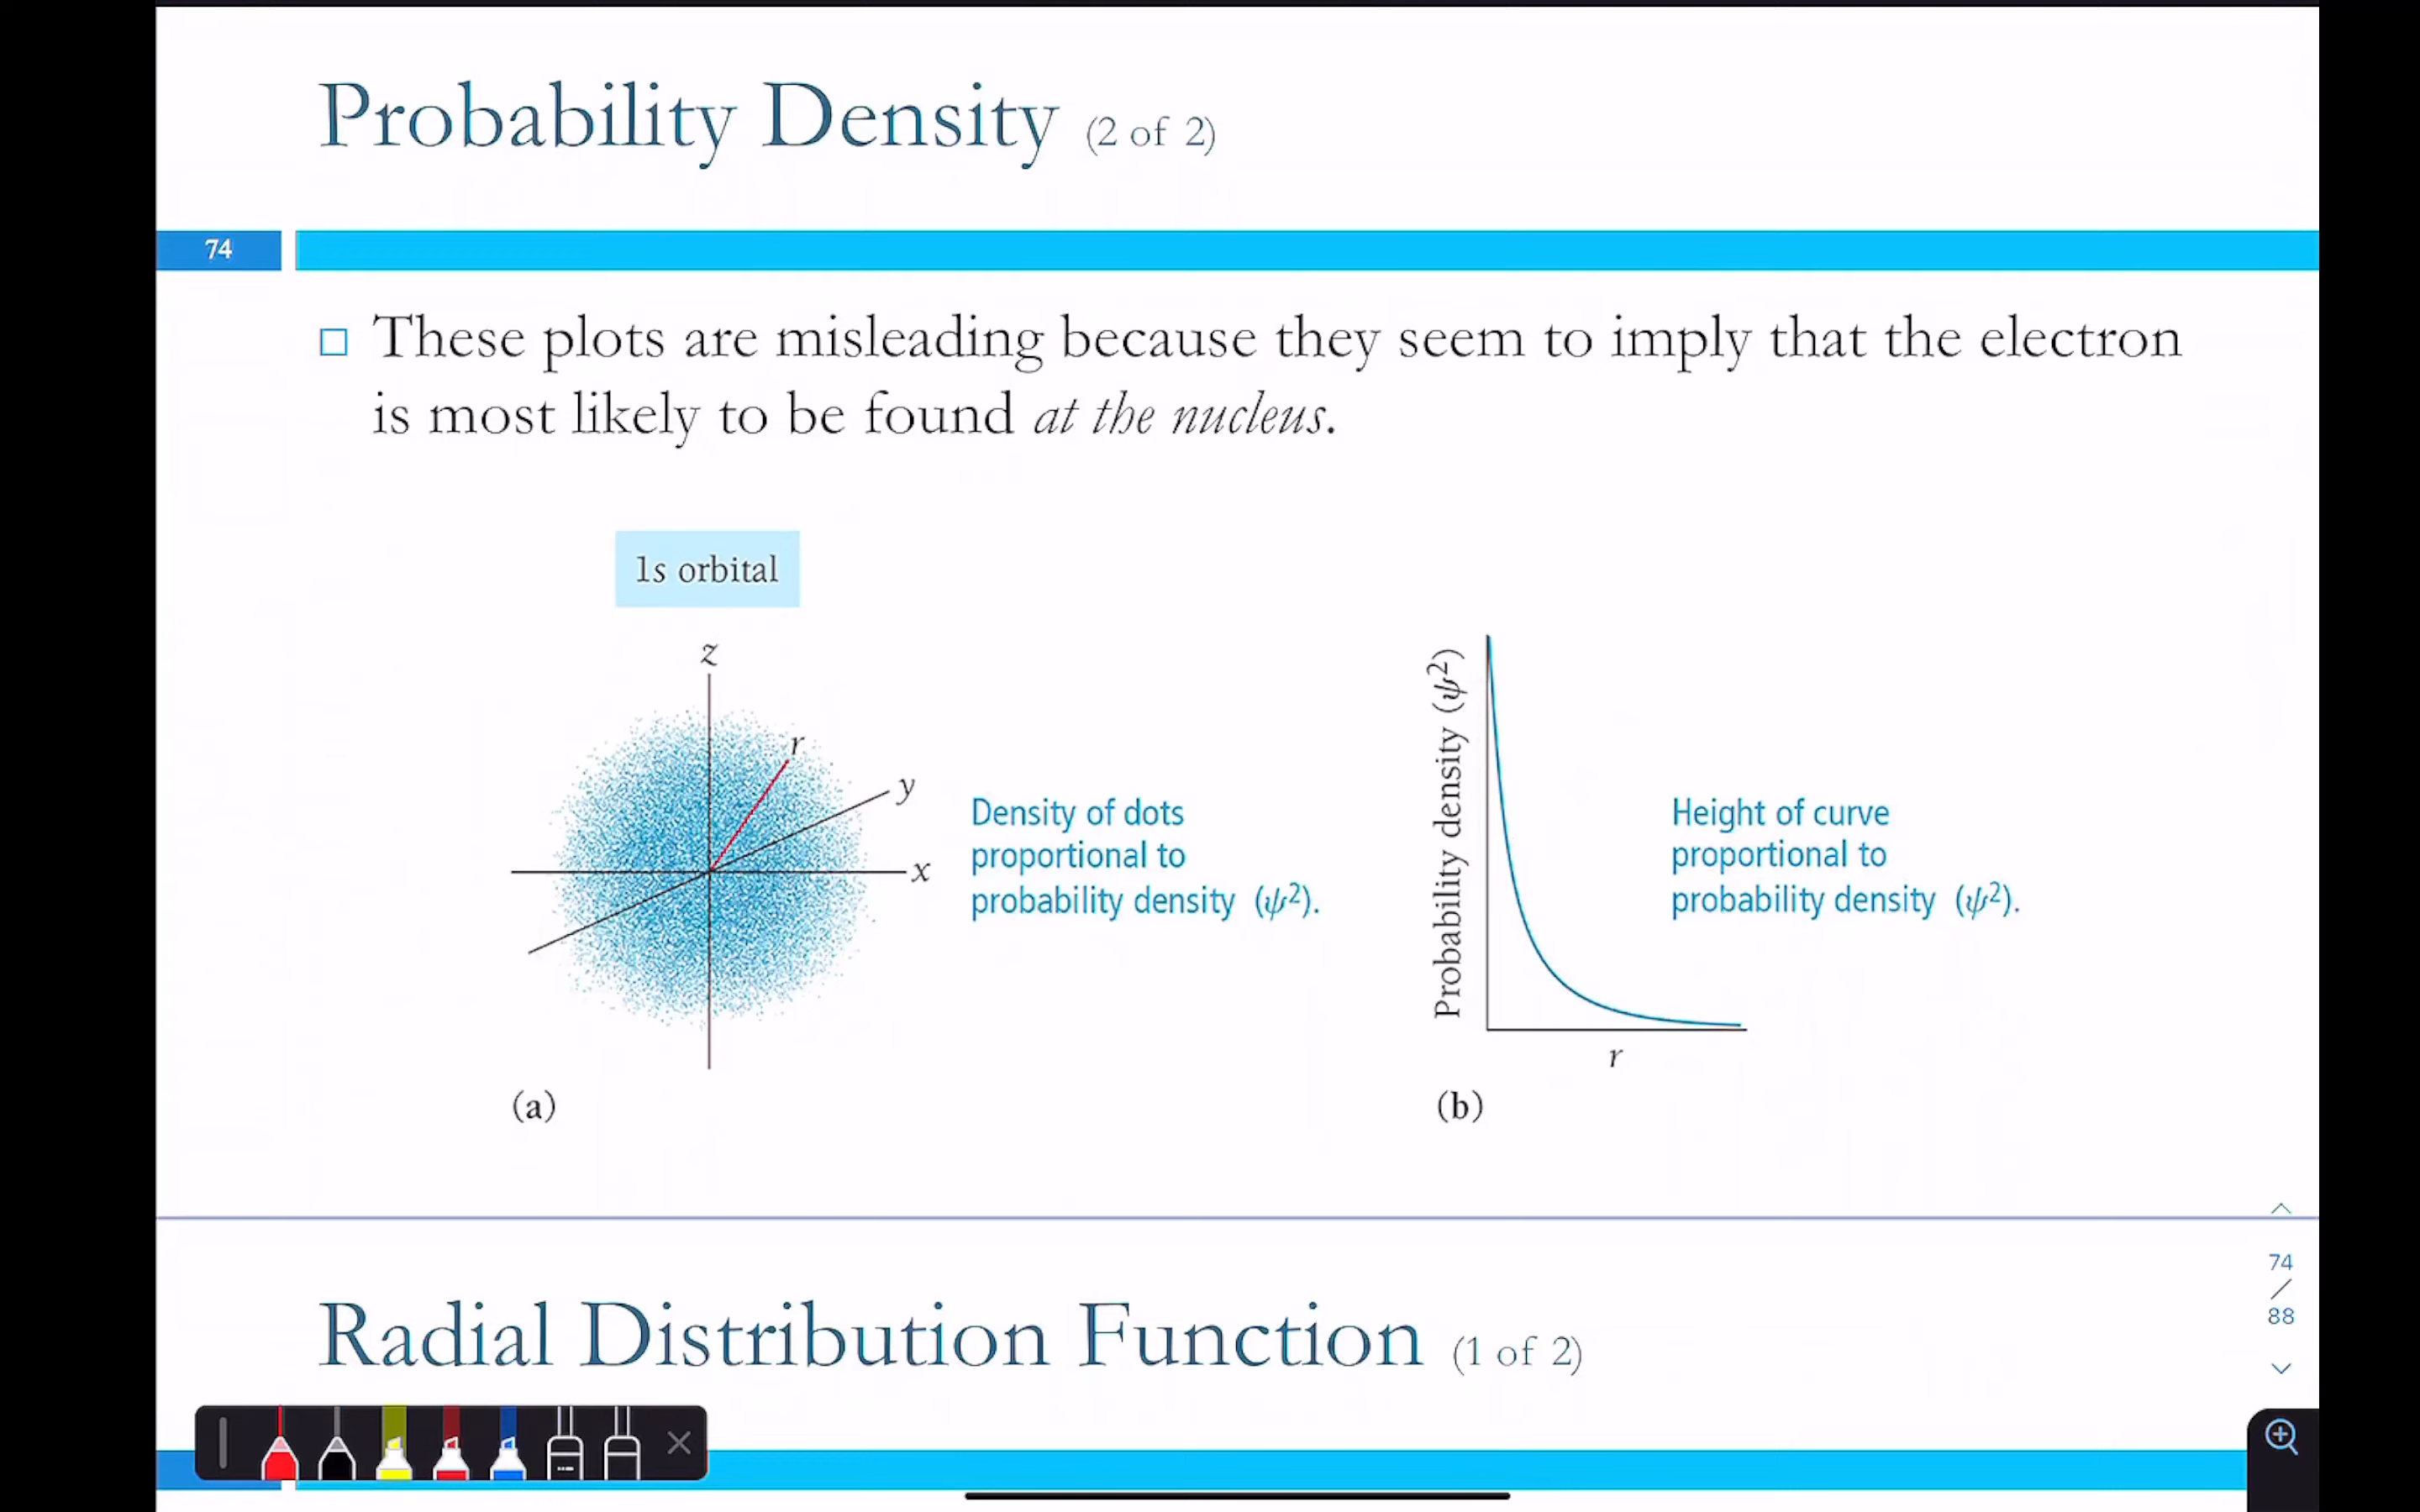 Probability Density (2 of 2)
74
These plots are misleading because they seem to imply that the electron
is most likely to be found at the nucleus.
1s orbital
z
r
y
x
Density of dots
proportional to
probability density (ψ²).
(a)
Probability density (ψ²)
r
Height of curve
proportional to
probability density (ψ²).
(b)
74
/
88
Radial Distribution Function (1 of 2)